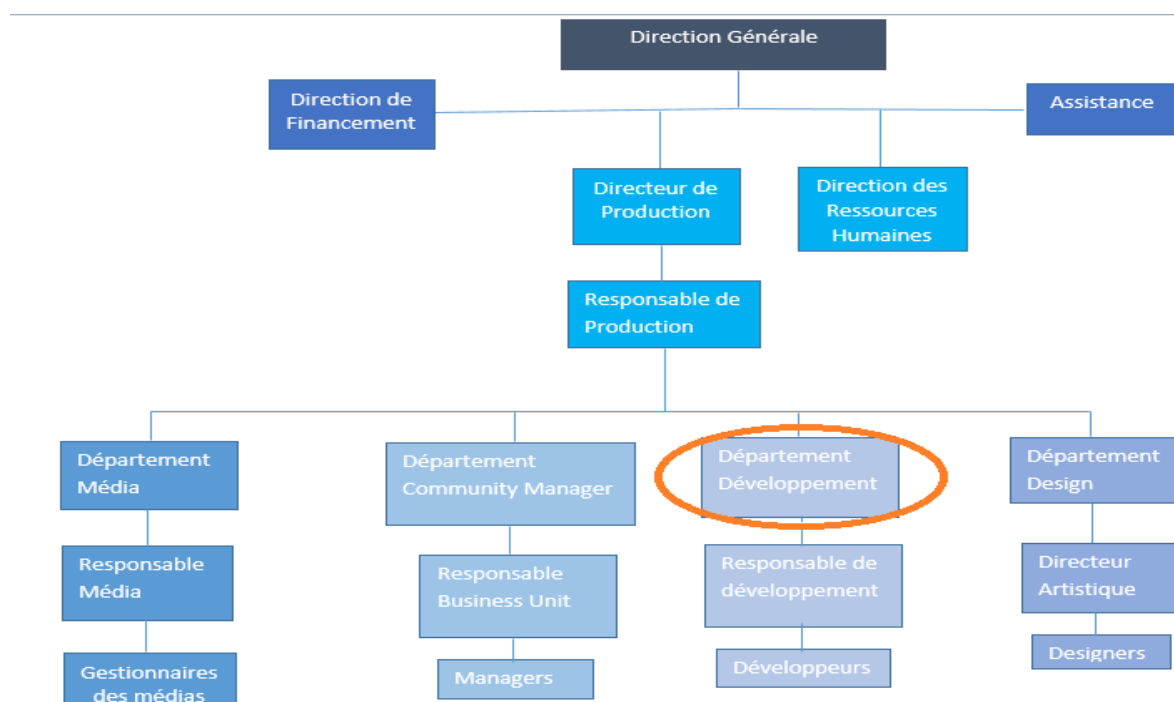 Direction Générale
Direction de
Financement
Assistance
Directeur de
Production
Direction des
Ressources
Humaines
Responsable de
Production
Département
Média
Département
Community Manager
Département
Développement
Département
Design
Responsable
Média
Responsable
Business Unit
Responsable de
développement
Directeur
Artistique
Gestionnaires
des médias
Managers
Développeurs
Designers